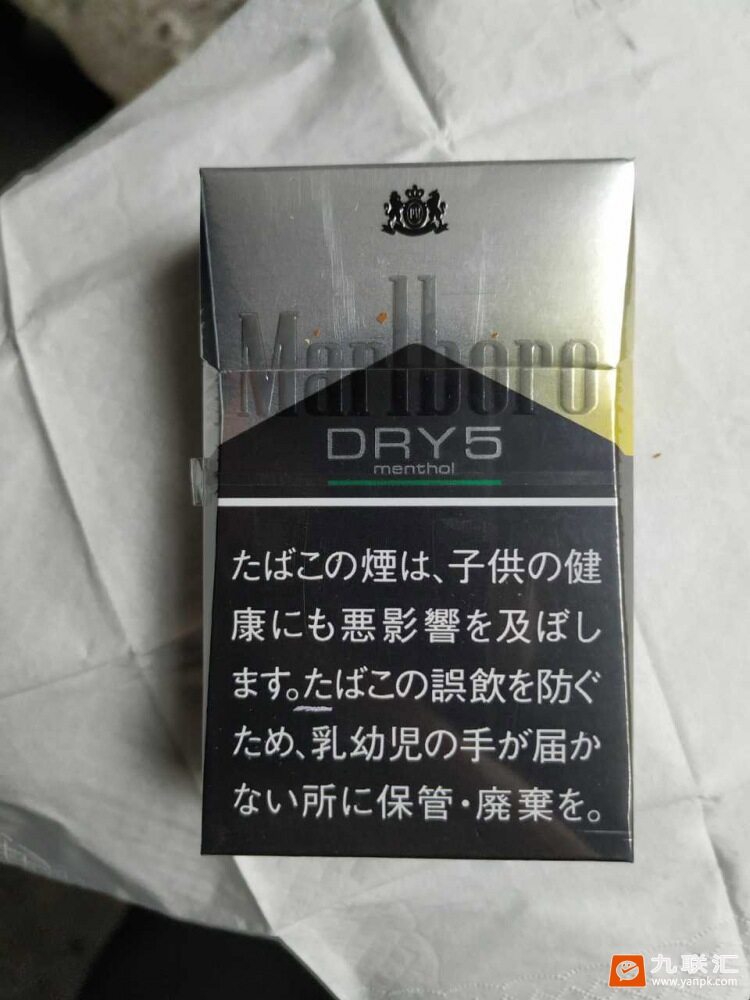 Marlboro
DRY5
menthol
たばこの煙は、子供の健
康にも悪影響を及ぼし
ます。たばこの誤飲を防ぐ
ため、乳幼児の手が届か
ない所に保管・廃棄を。
九联汇
www.yanpk.com